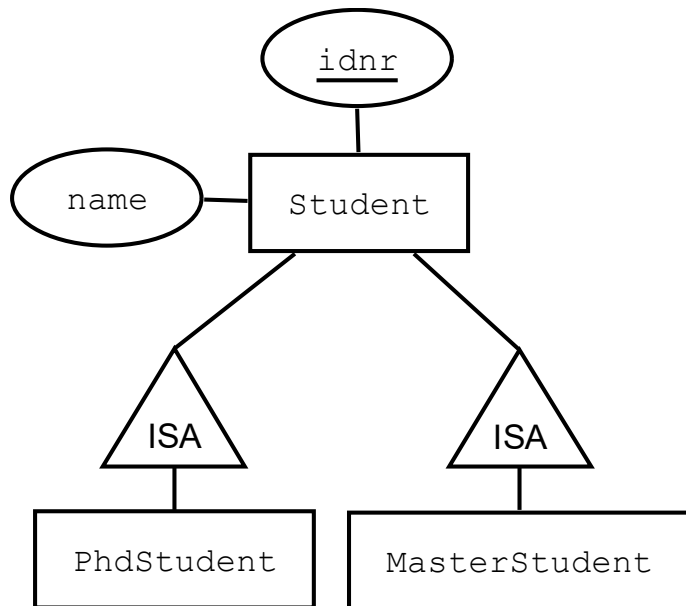 idnr
name
Student
ISA
ISA
PhdStudent
MasterStudent